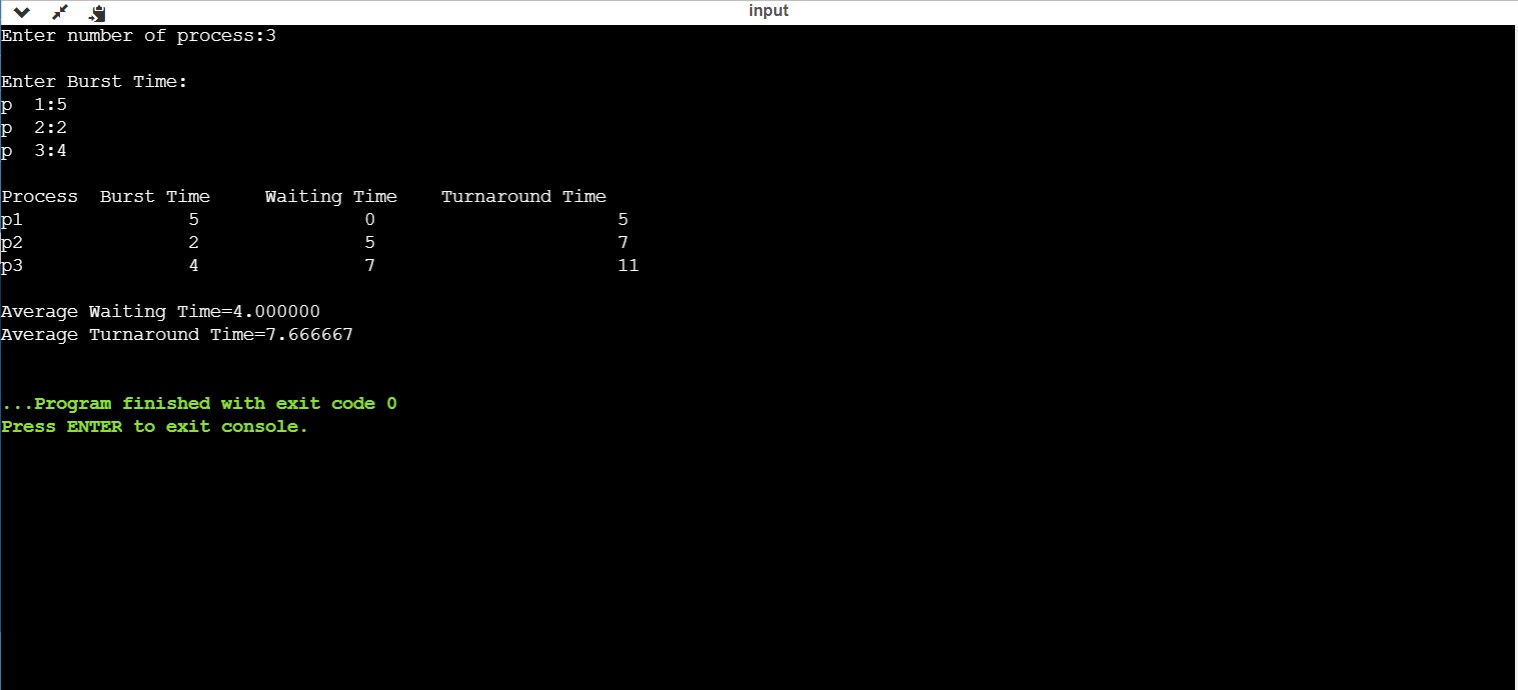 input
Enter number of process:3
Enter Burst Time:
p  1:5
p  2:2
p  3:4
Process  Burst Time     Waiting Time    Turnaround Time
p1               5               0                      5
p2               2               5                      7
p3               4               7                      11
Average Waiting Time=4.000000
Average Turnaround Time=7.666667
...Program finished with exit code 0
Press ENTER to exit console.